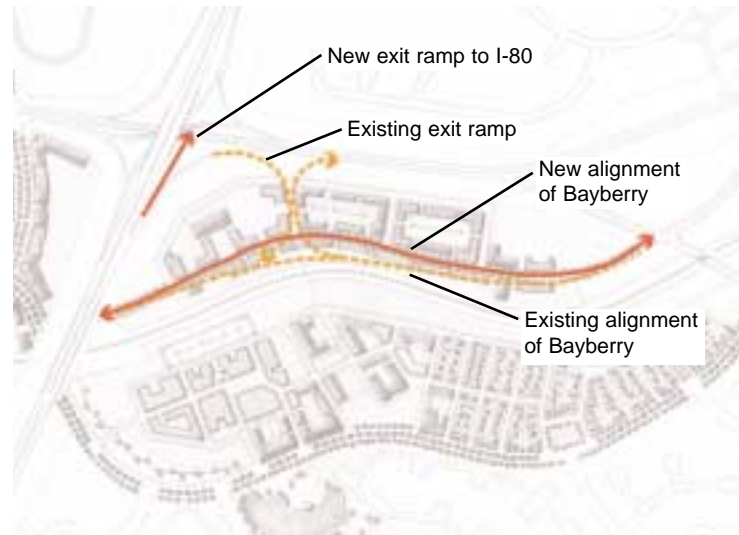 New exit ramp to I-80
Existing exit ramp
New alignment
of Bayberry
Existing alignment
of Bayberry